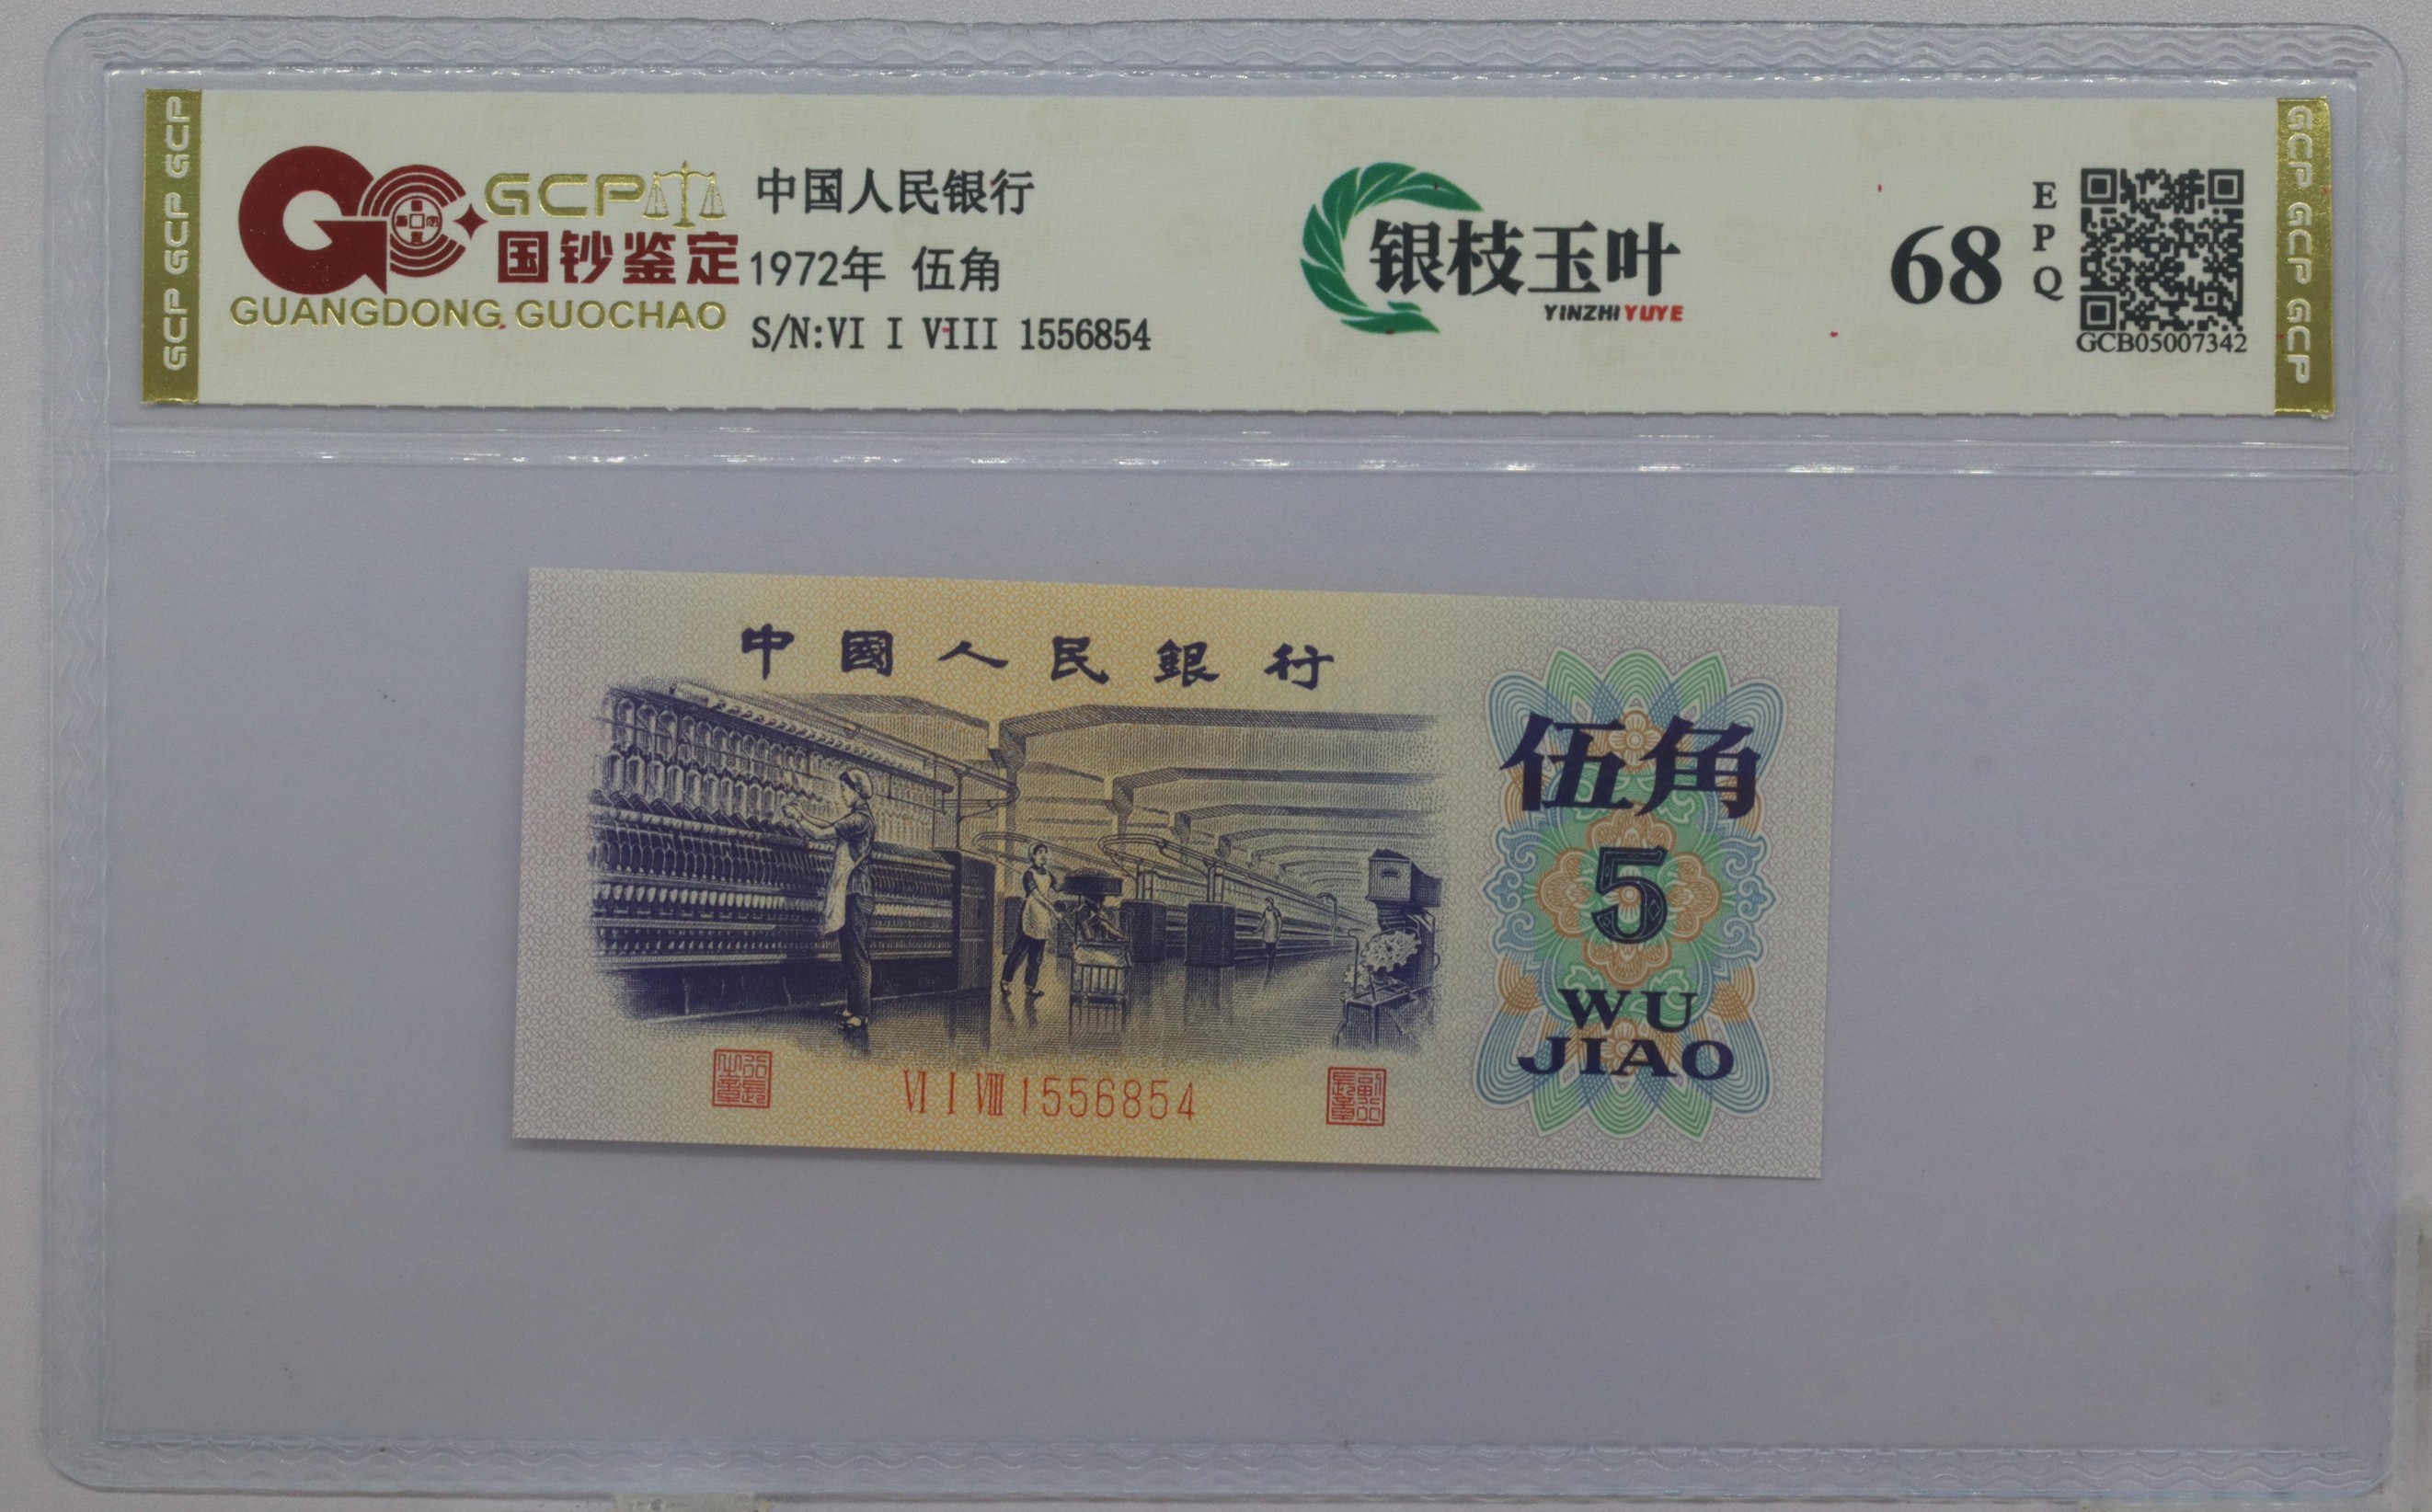 GCP GCP GCP
GCP
国钞鉴定
GUANGDONG GUOCHAO
中国人民银行
1972年 伍角
S/N:VI I VIII 1556854
银枝玉叶
YINZHIYUYE
68
EPQ
GCB05007342
GCP GCP GCP
中國人民銀行
伍角
5
WU
JIAO
VI I VIII 1556854